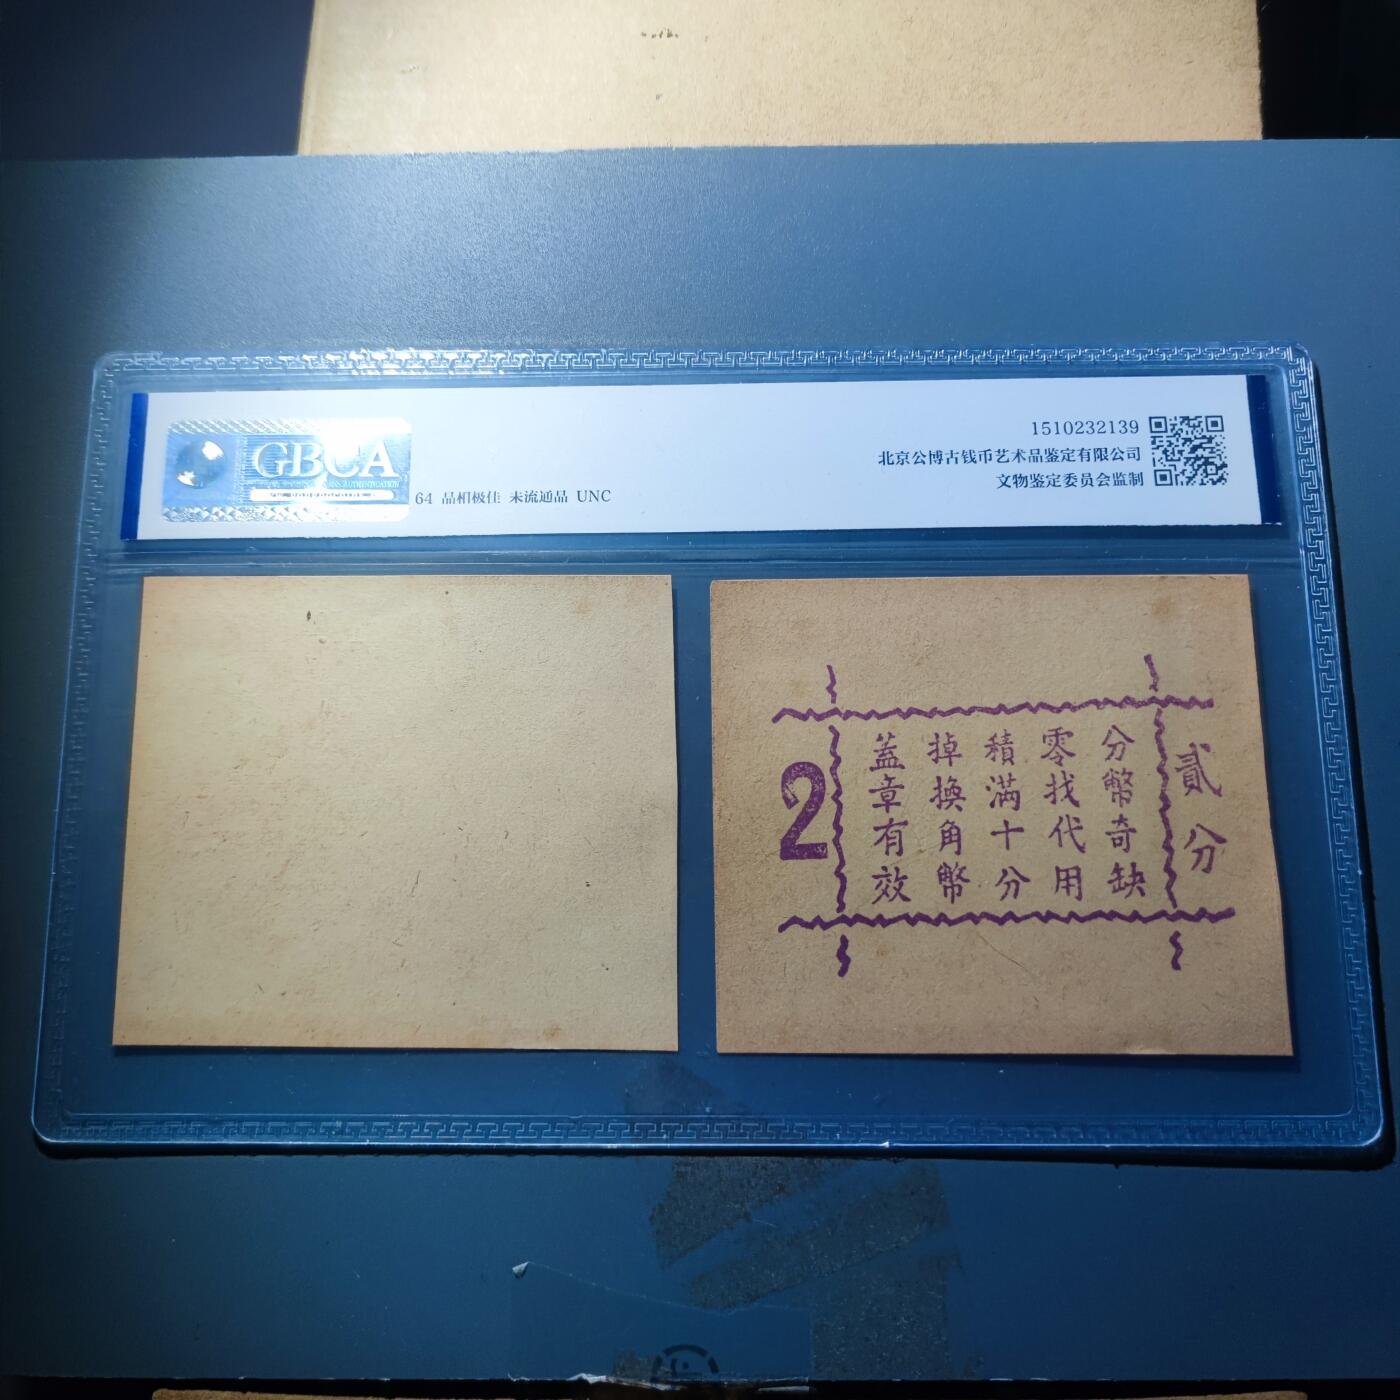 GBCA
64 品相极佳 未流通品 UNC
1510232139
北京公博古钱币艺术品鉴定有限公司
文物鉴定委员会监制
贰分
分幣奇缺
零找代用
積满十分
掉换角幣
蓋章有效
2